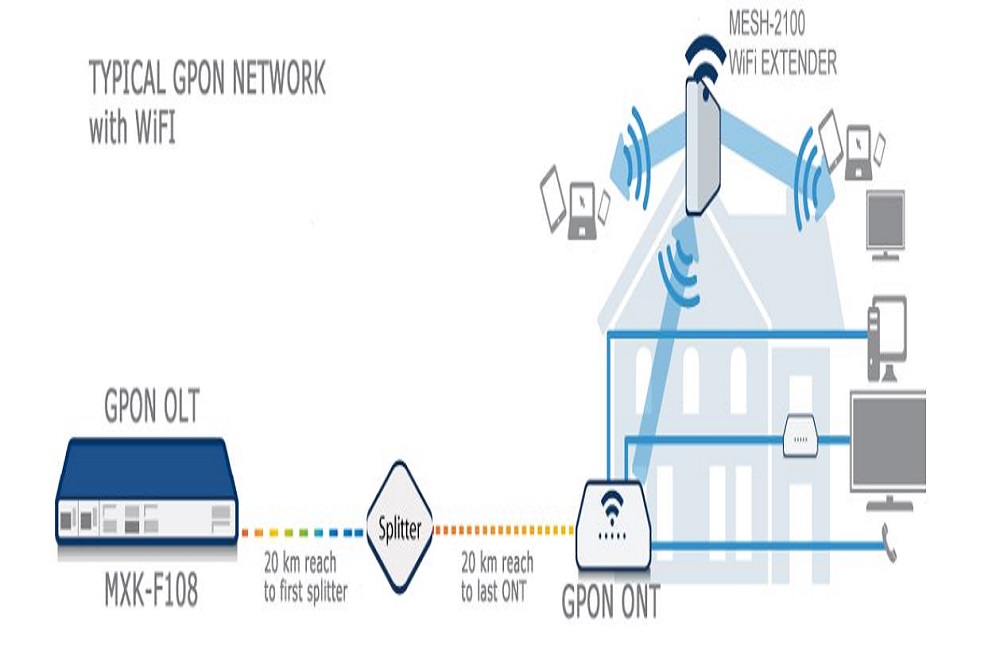 TYPICAL GPON NETWORK
with WiFI
MESH-2100
WiFi EXTENDER
GPON OLT
MXK-F108
20 km reach
to first splitter
Splitter
20 km reach
to last ONT
GPON ONT